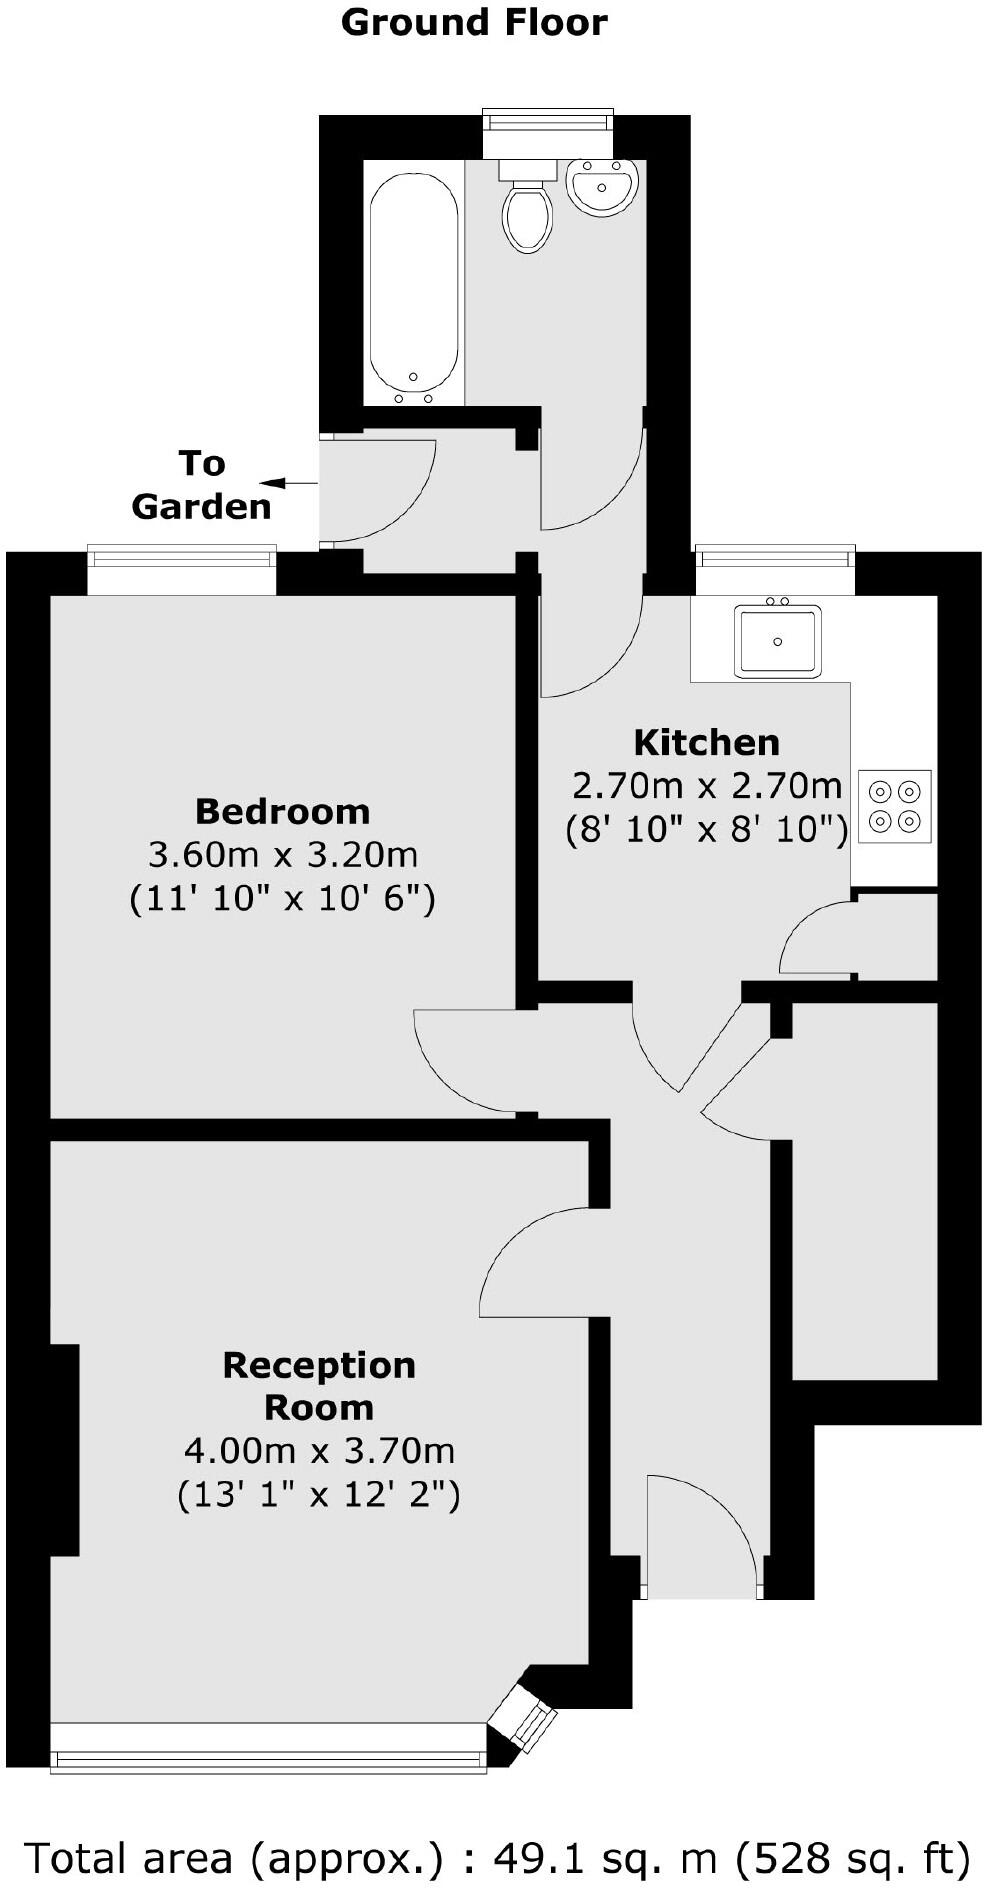 Ground Floor
To
Garden
Kitchen
2.70m x 2.70m
(8' 10" x 8' 10")
Bedroom
3.60m x 3.20m
(11' 10" x 10' 6")
Reception
Room
4.00m x 3.70m
(13' 1" x 12' 2")
Total area (approx.) : 49.1 sq. m (528 sq. ft)